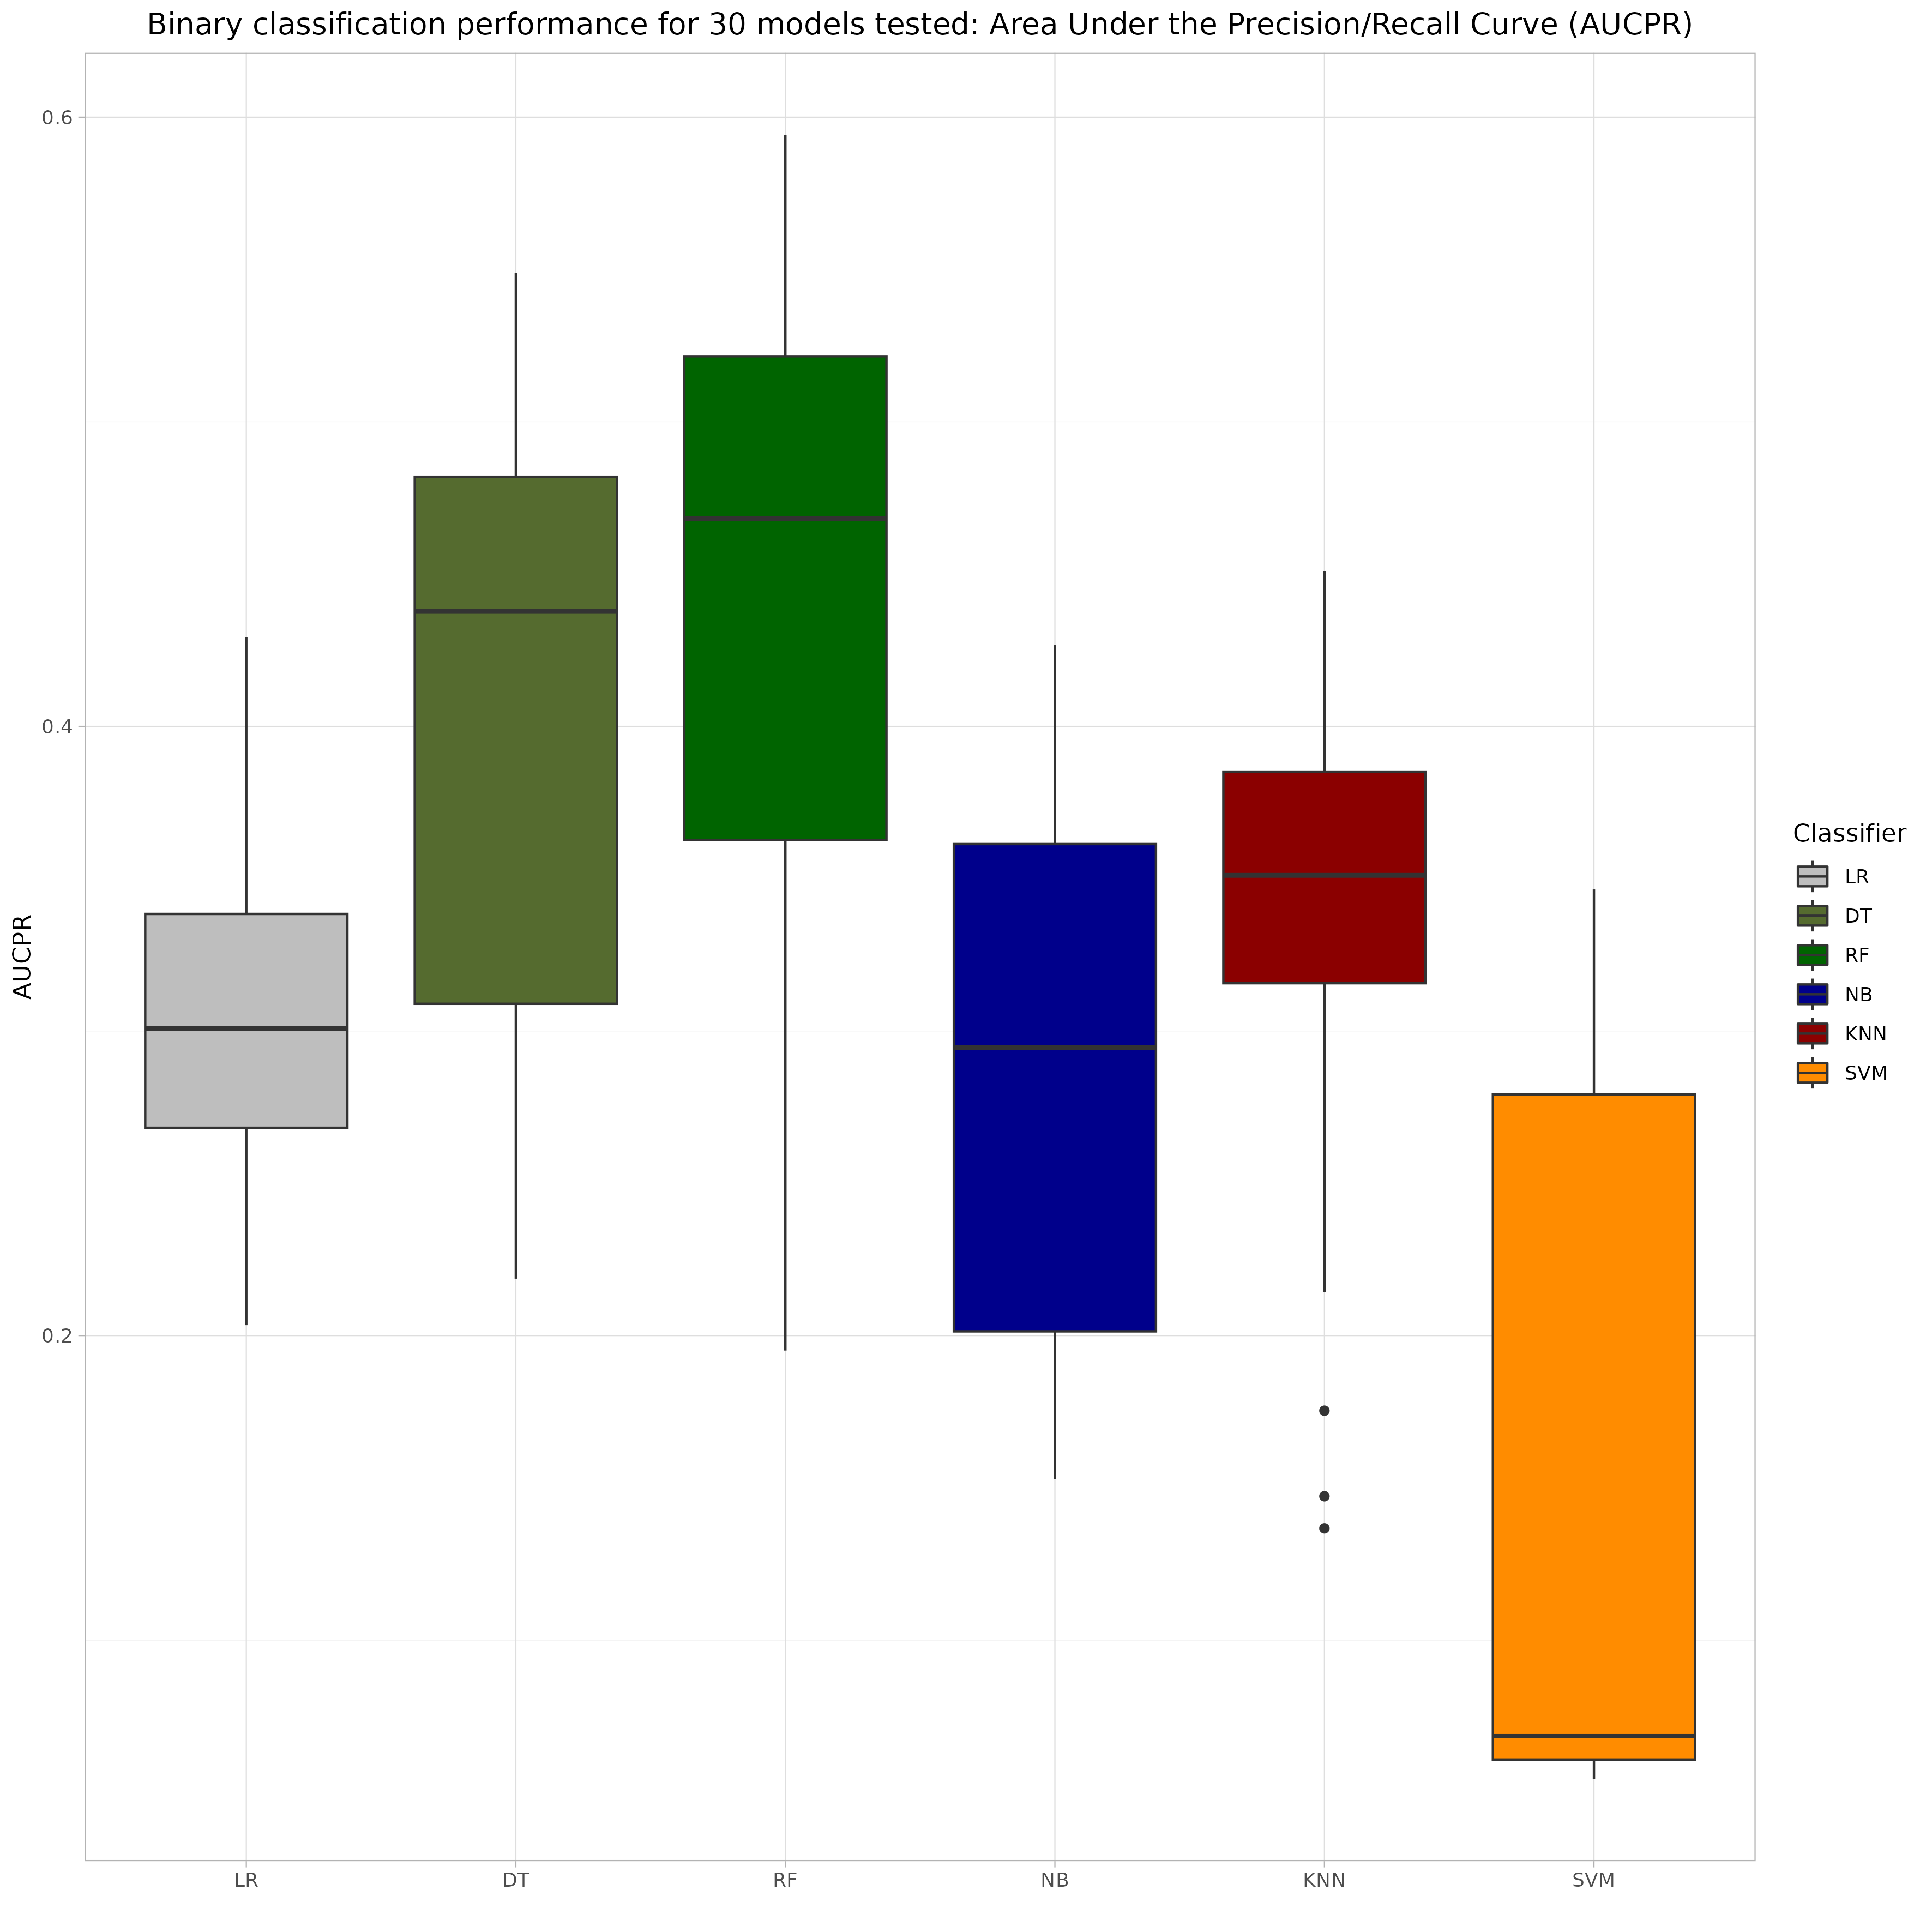 Binary classification performance for 30 models tested: Area Under the Precision/Recall Curve (AUCPR)
0.6
0.4
0.2
AUCPR
LR DT RF NB KNN SVM
Classifier
LR
DT
RF
NB
KNN
SVM